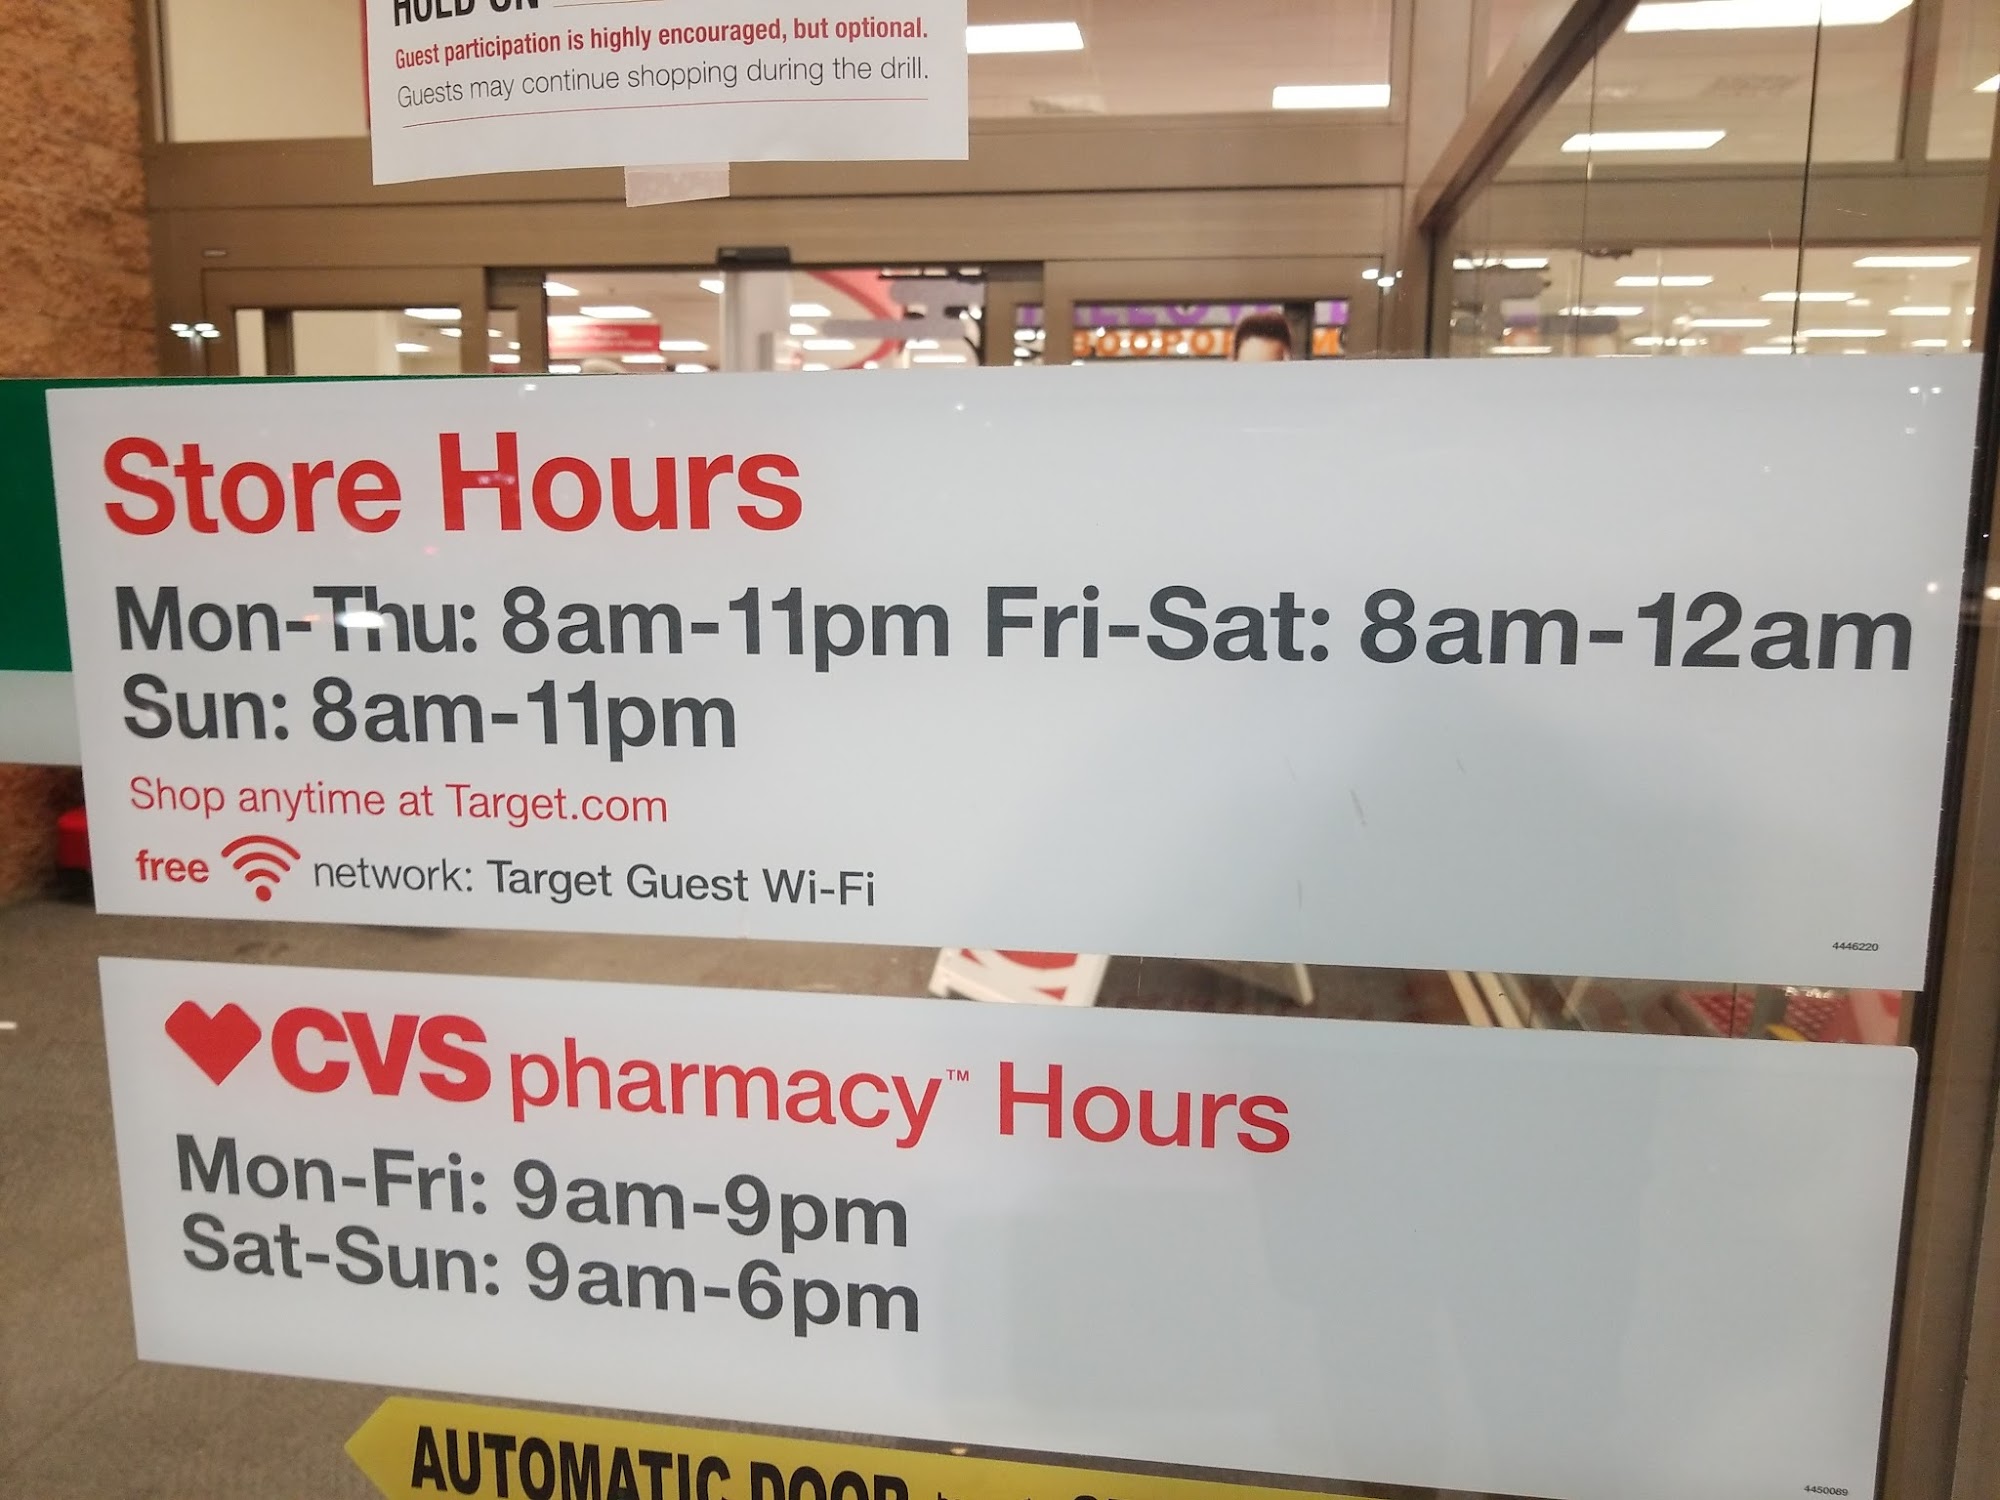 HOLD ON
Guest participation is highly encouraged, but optional.
Guests may continue shopping during the drill.
Store Hours
Mon-Thu: 8am-11pm Fri-Sat: 8am-12am
Sun: 8am-11pm
Shop anytime at Target.com
free network: Target Guest Wi-Fi
4446220
CVS pharmacy™ Hours
Mon-Fri: 9am-9pm
Sat-Sun: 9am-6pm
4450089
AUTOMATIC DOOR